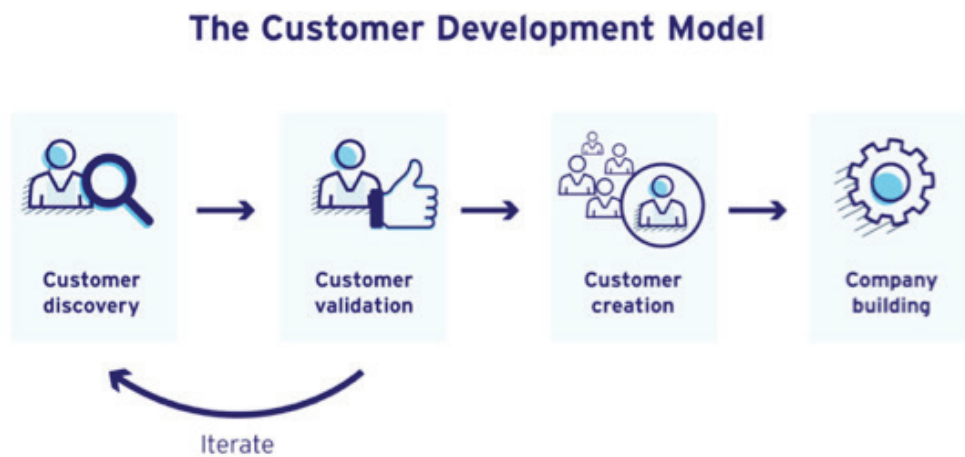 The Customer Development Model
Customer
discovery
Customer
validation
Customer
creation
Company
building
Iterate